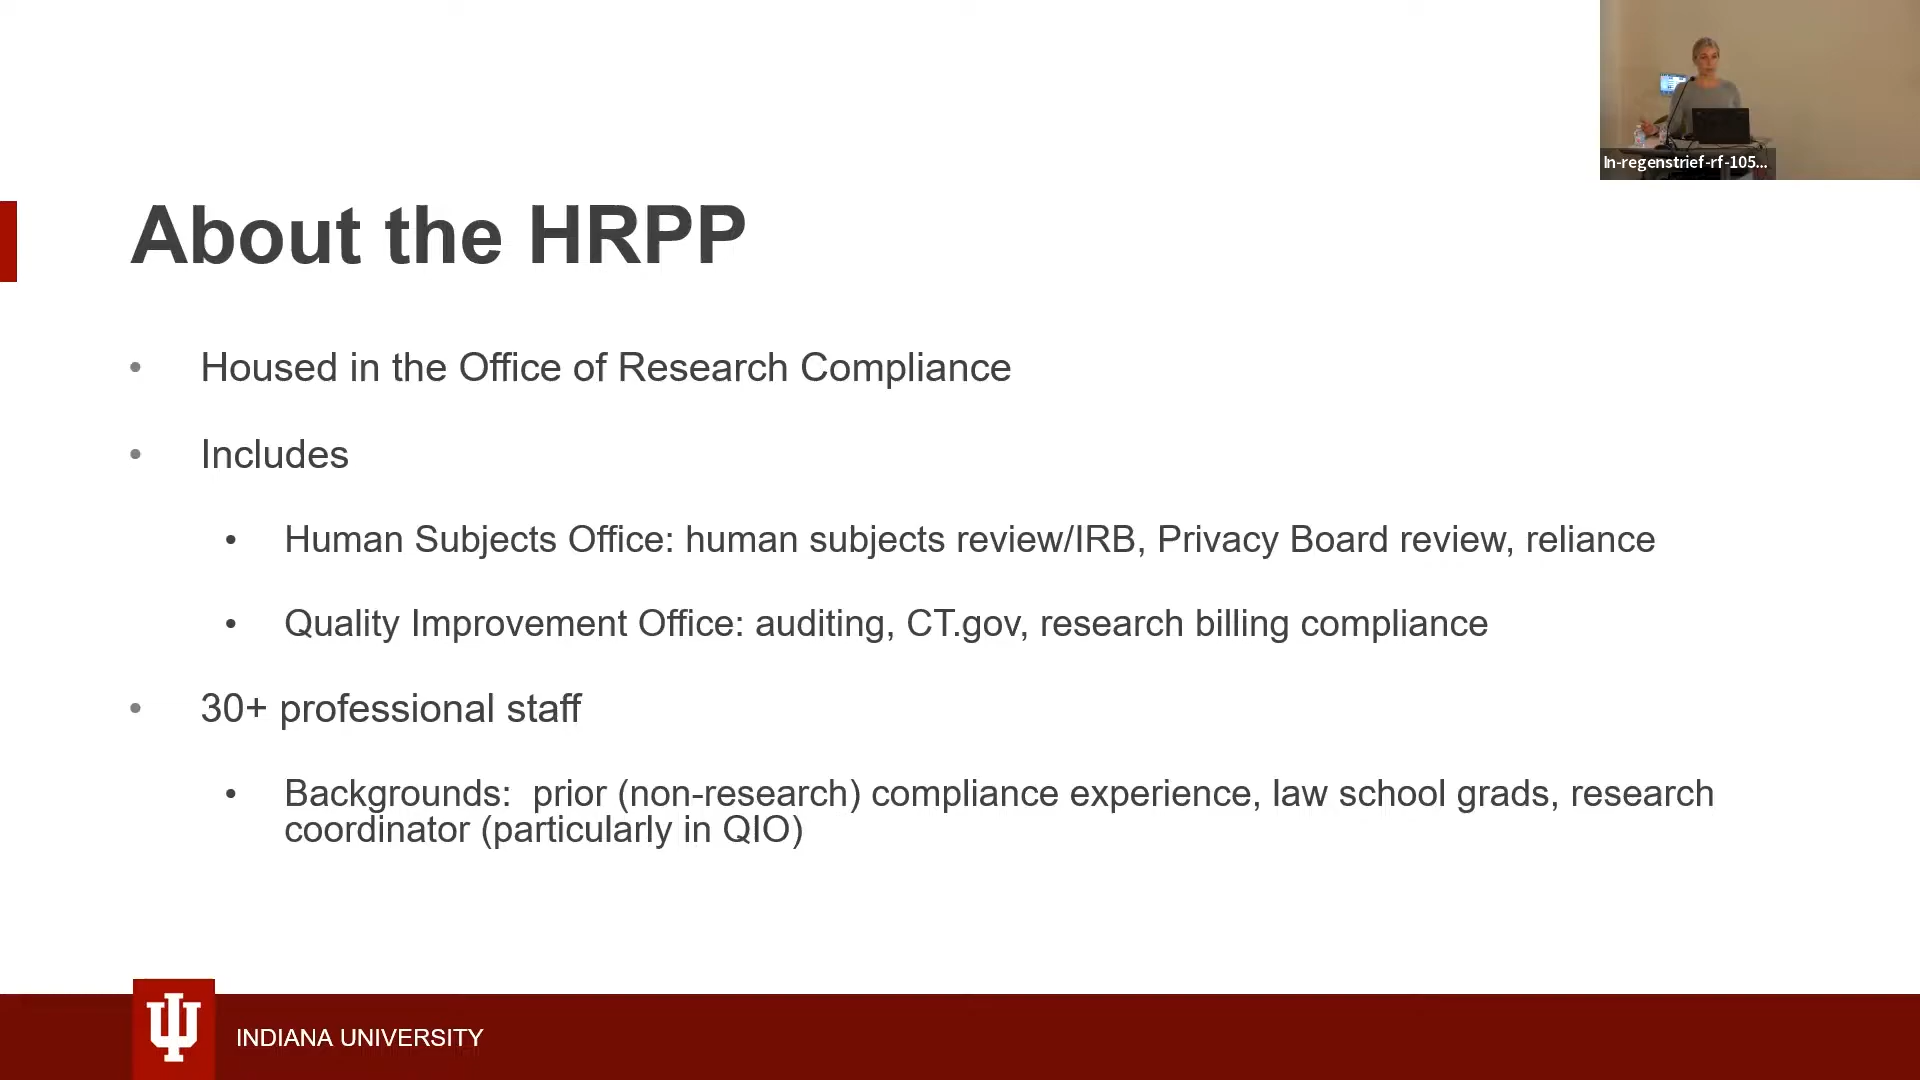 In-regenstrief-rf-105...
About the HRPP
• Housed in the Office of Research Compliance
• Includes
• Human Subjects Office: human subjects review/IRB, Privacy Board review, reliance
• Quality Improvement Office: auditing, CT.gov, research billing compliance
• 30+ professional staff
• Backgrounds:  prior (non-research) compliance experience, law school grads, research
coordinator (particularly in QIO)
INDIANA UNIVERSITY